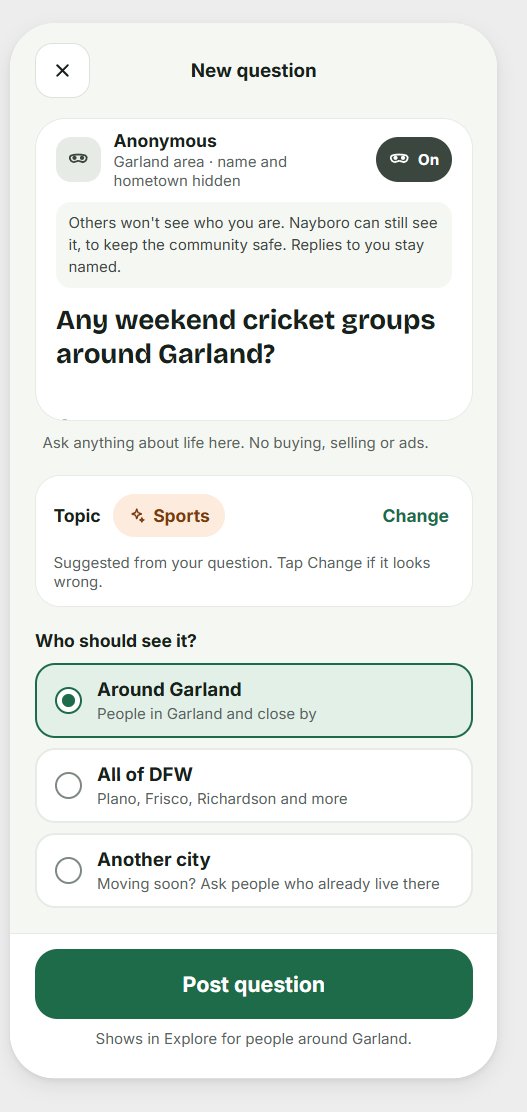 New question
Anonymous
Garland area · name and
hometown hidden
On
Others won't see who you are. Nayboro can still see
it, to keep the community safe. Replies to you stay
named.
Any weekend cricket groups
around Garland?
Ask anything about life here. No buying, selling or ads.
Topic
Sports
Change
Suggested from your question. Tap Change if it looks
wrong.
Who should see it?
Around Garland
People in Garland and close by
All of DFW
Plano, Frisco, Richardson and more
Another city
Moving soon? Ask people who already live there
Post question
Shows in Explore for people around Garland.